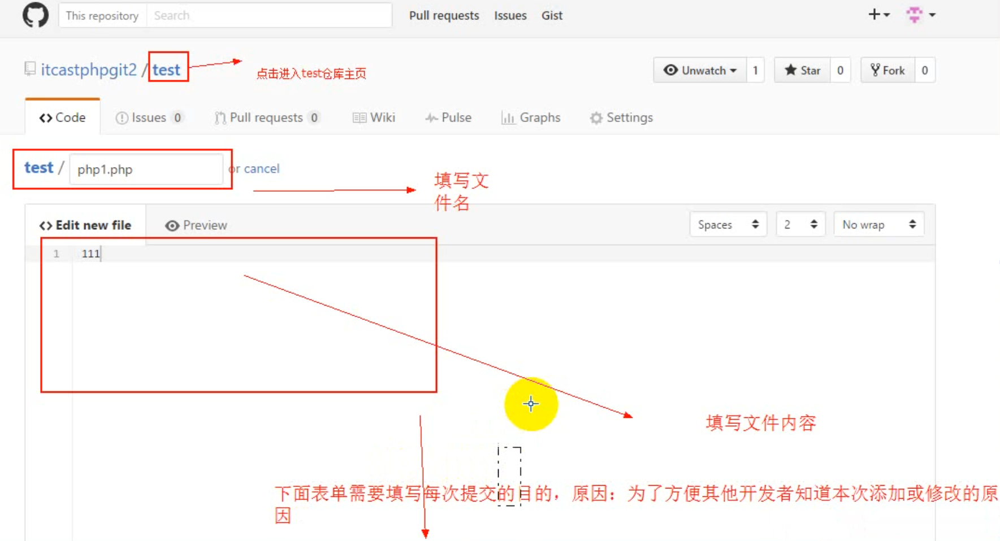 This repository Search Pull requests Issues Gist
itcastphpgit2 / test
点击进入test仓库主页
Unwatch 1 Star 0 Fork 0
Code Issues 0 Pull requests 0 Wiki Pulse Graphs Settings
test / php1.php or cancel
填写文
件名
Edit new file Preview Spaces 2 No wrap
1 111
填写文件内容
下面表单需要填写每次提交的目的，原因：为了方便其他开发者知道本次添加或修改的原
因